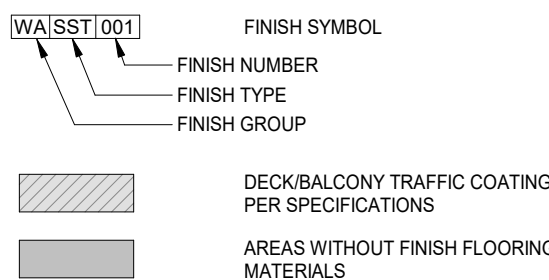 WA SST 001 FINISH SYMBOL
FINISH NUMBER
FINISH TYPE
FINISH GROUP
DECK/BALCONY TRAFFIC COATING
PER SPECIFICATIONS
AREAS WITHOUT FINISH FLOORING
MATERIALS